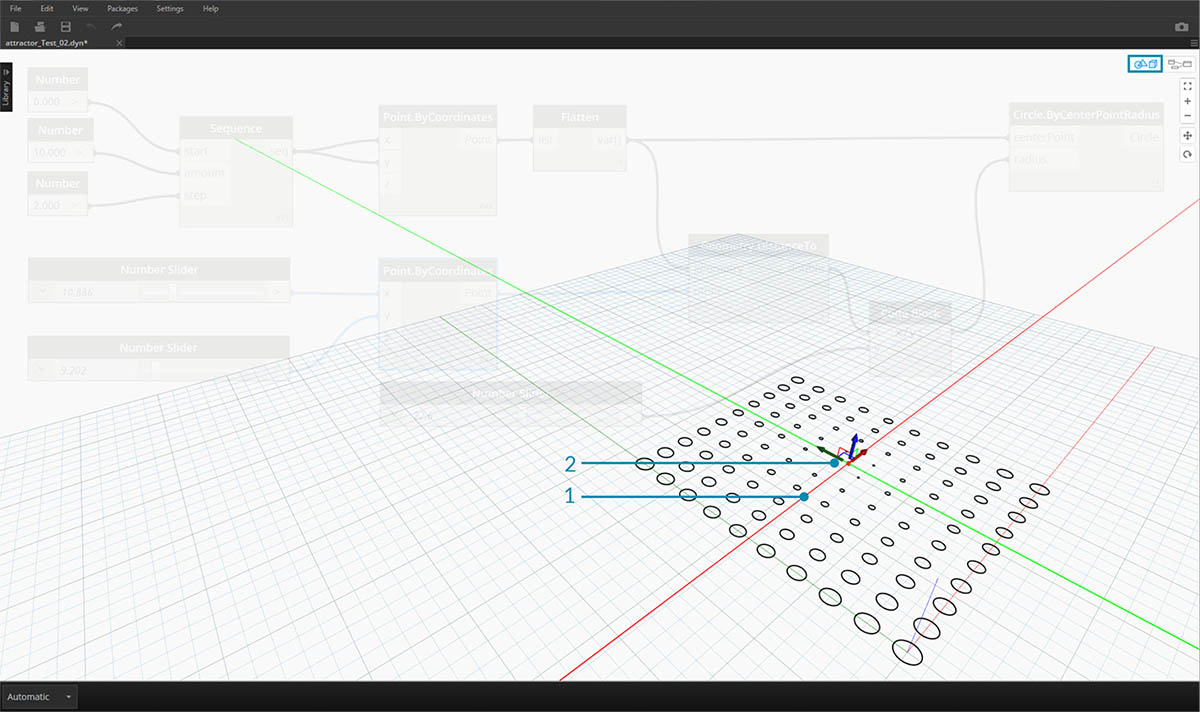 File Edit View Packages Settings Help
attractor_Test_02.dyn*
Library
Number
0.000 >
Number
10.000 >
Number
2.000 >
Sequence
start seq
amount
step
Point.ByCoordinates
x Point
y
z
Flatten
list var[]
Circle.ByCenterPointRadius
centerPoint Circle
radius
Geometry.DistanceTo
Number Slider
10.886 >
Point.ByCoordinates
x Point
y
Number Slider
9.202
Number Slider
2
1
Automatic